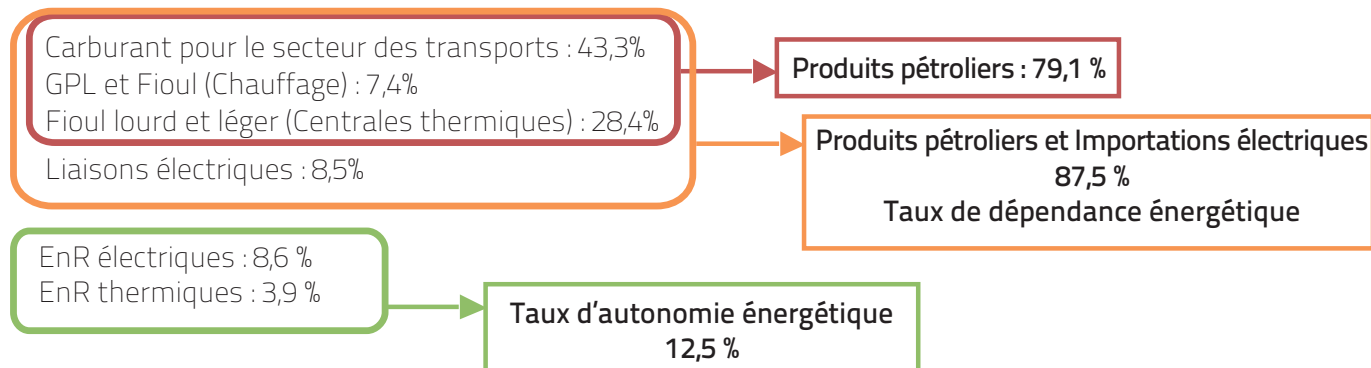 Carburant pour le secteur des transports : 43,3%
GPL et Fioul (Chauffage) : 7,4%
Fioul lourd et léger (Centrales thermiques) : 28,4%
Liaisons électriques : 8,5%
Produits pétroliers : 79,1 %
Produits pétroliers et Importations électriques
87,5 %
Taux de dépendance énergétique
EnR électriques : 8,6 %
EnR thermiques : 3,9 %
Taux d’autonomie énergétique
12,5 %